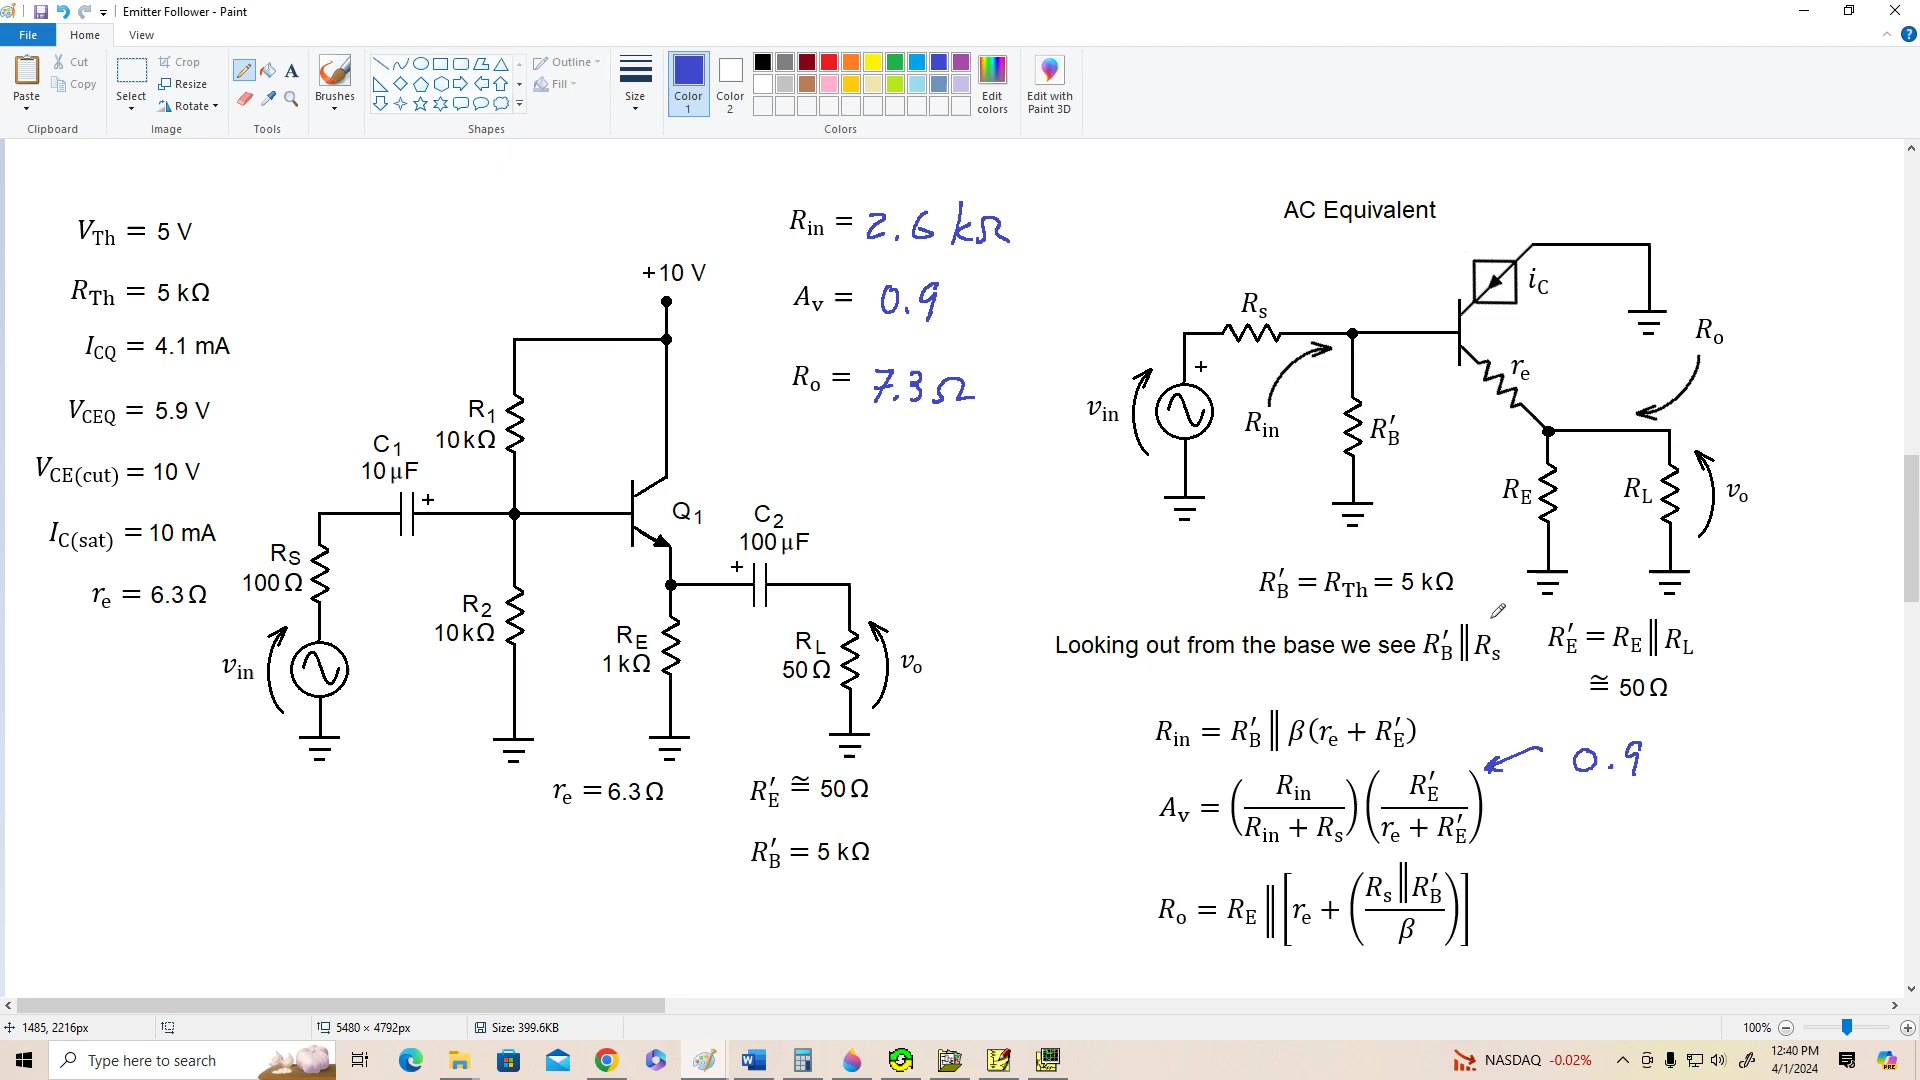 Emitter Follower - Paint
File Home View
Paste
Cut
Copy
Clipboard
Select
Crop
Resize
Rotate
Image
Tools
Brushes
Shapes
Outline
Fill
Size
Color 1
Color 2
Colors
Edit colors
Edit with Paint 3D
V_Th = 5 V
R_Th = 5 kΩ
I_CQ = 4.1 mA
V_CEQ = 5.9 V
V_CE(cut) = 10 V
I_C(sat) = 10 mA
r_e = 6.3 Ω
+10 V
R1
10 kΩ
C1
10 μF
+
Q1
C2
100 μF
+
RS
100 Ω
R2
10 kΩ
RE
1 kΩ
RL
50 Ω
v_in
v_o
r_e = 6.3 Ω
R′_E ≅ 50 Ω
R′_B = 5 kΩ
R_in = 2.6 kΩ
A_v = 0.9
R_o = 7.3 Ω
AC Equivalent
i_C
R_s
R_o
r_e
+
v_in
R_in
R′_B
R_E
R_L
v_o
R′_B = R_Th = 5 kΩ
Looking out from the base we see R′_B ‖ R_s
R′_E = R_E ‖ R_L
≅ 50 Ω
R_in = R′_B ‖ β(r_e + R′_E)
0.9
A_v = (R_in / (R_in + R_s)) (R′_E / (r_e + R′_E))
R_o = R_E ‖ [r_e + ((R_s ‖ R′_B) / β)]
1485, 2216px
5480 × 4792px
Size: 399.6KB
100%
Type here to search
NASDAQ -0.02%
12:40 PM
4/1/2024